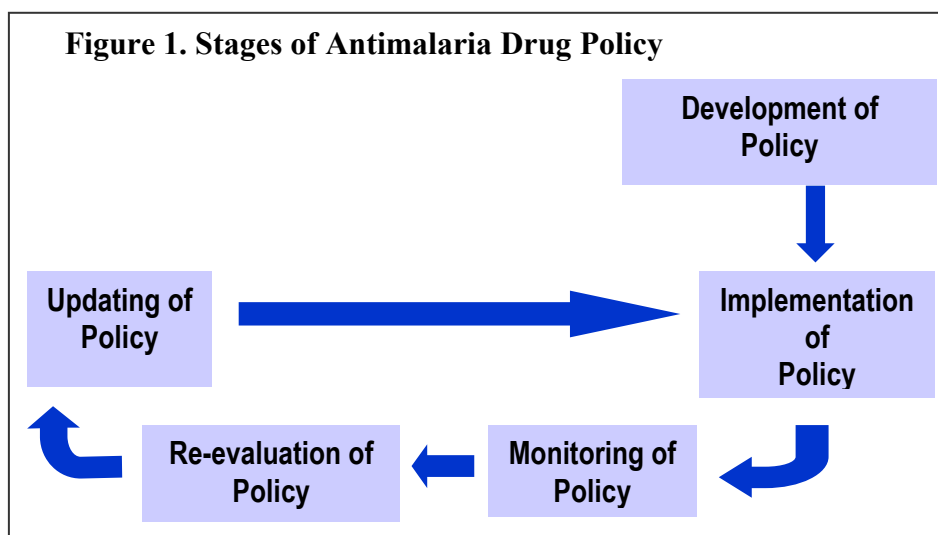 Figure 1. Stages of Antimalaria Drug Policy
Development of
Policy
Updating of
Policy
Implementation
of
Policy
Re-evaluation of
Policy
Monitoring of
Policy